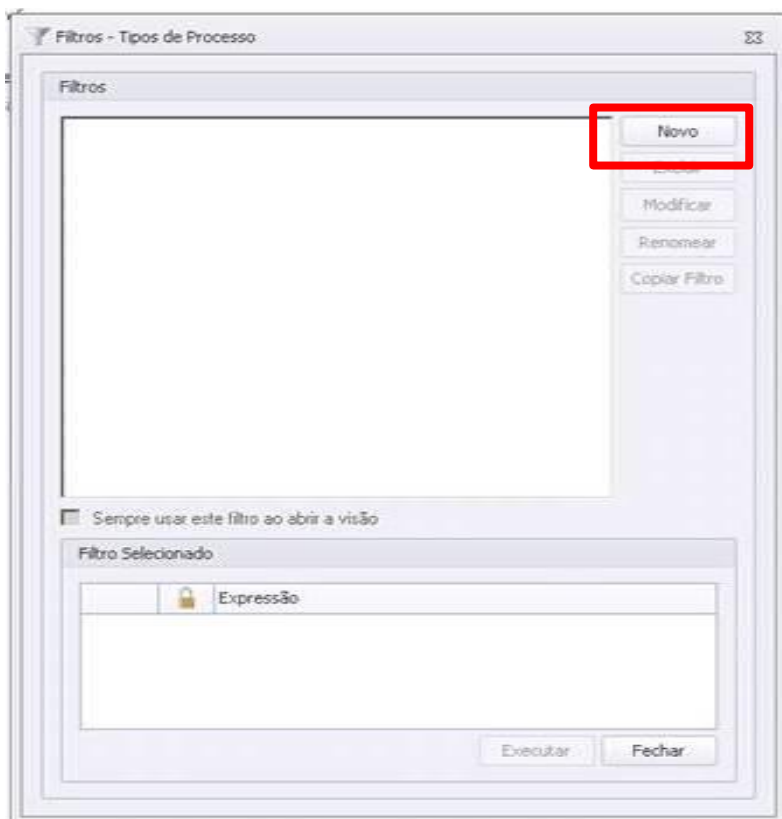 Filtros - Tipos de Processo
Filtros
Novo
Modificar
Renomear
Copiar Filtro
Sempre usar este filtro ao abrir a visão
Filtro Selecionado
Expressão
Executar
Fechar